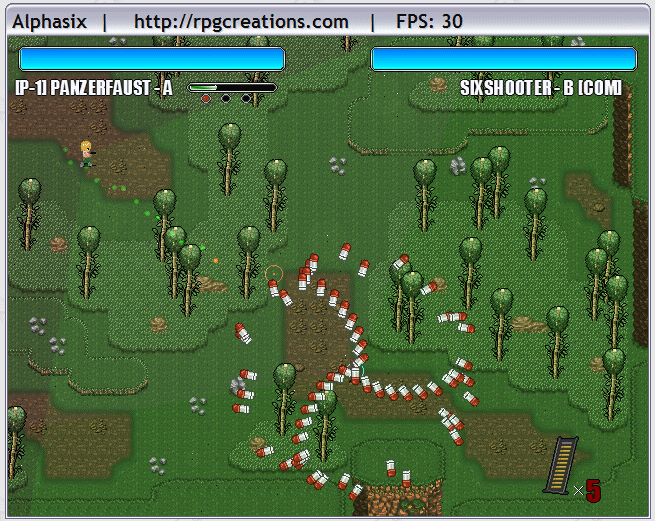 Alphasix | http://rpgcreations.com | FPS: 30
[P-1] PANZERFAUST - A
SIXSHOOTER - B [COM]
×5